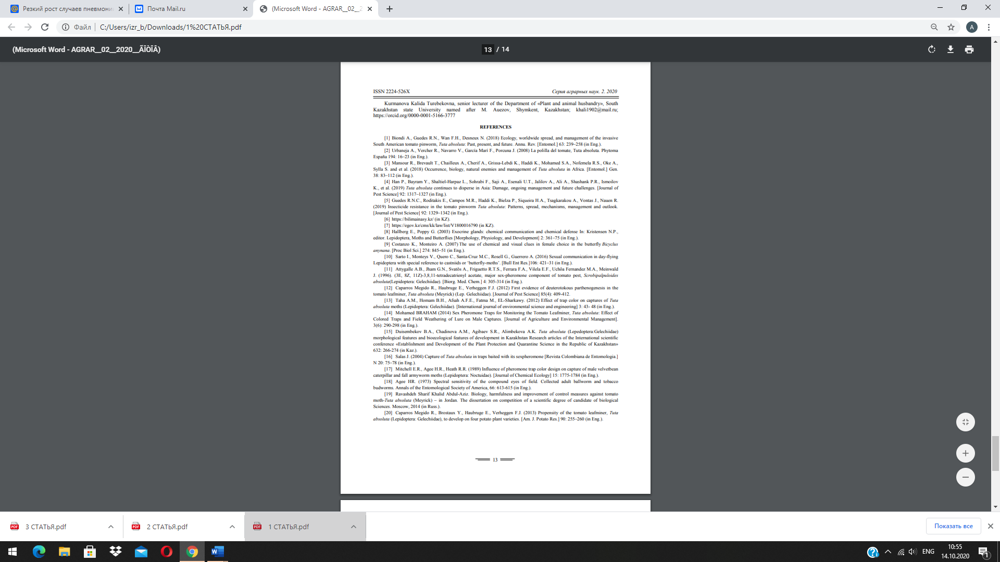 Резкий рост случаев пневмони
Почта Mail.ru
(Microsoft Word - AGRAR__02__2
Файл
C:/Users/izr_b/Downloads/1%20СТАТЬЯ.pdf
A
(Microsoft Word - AGRAR__02__2020__ÃÎÒÎÂ)
13 / 14
ISSN 2224-526X
Серия аграрных наук. 2. 2020
Kurmanova Kalida Turebekovna, senior lecturer of the Department of «Plant and animal husbandry», South
Kazakhstan state University named after M. Auezov, Shymkent, Kazakhstan; khali1902@mail.ru;
https://orcid.org/0000-0001-5166-3777
REFERENCES
[1] Biondi A., Guedes R.N., Wan F.H., Desneux N. (2018) Ecology, worldwide spread, and management of the invasive
South American tomato pinworm, Tuta absoluta: Past, present, and future. Annu. Rev. [Entomol.] 63: 239–258 (in Eng.).
[2] Urbaneja A., Vercher R., Navarro V., García Mari F., Porcuna J. (2008) La polilla del tomate, Tuta absoluta. Phytoma
España 194: 16–23 (in Eng.).
[3] Mansour R., Brevault T., Chailleux A., Cherif A., Grissa-Lebdi K., Haddi K., Mohamed S.A., Nofemela R.S., Oke A.,
Sylla S. and et al. (2018) Occurrence, biology, natural enemies and management of Tuta absoluta in Africa. [Entomol.] Gen.
38: 83–112 (in Eng.).
[4] Han P., Bayram Y., Shaltiel-Harpaz L., Sohrabi F., Saji A., Esenali U.T., Jalilov A., Ali A., Shashank P.R., Ismoilov
K., et al. (2019) Tuta absoluta continues to disperse in Asia: Damage, ongoing management and future challenges. [Journal of
Pest Science] 92: 1317–1327 (in Eng.).
[5] Guedes R.N.C., Roditakis E., Campos M.R., Haddi K., Bielza P., Siqueira H.A., Tsagkarakou A., Vontas J., Nauen R.
(2019) Insecticide resistance in the tomato pinworm Tuta absoluta: Patterns, spread, mechanisms, management and outlook.
[Journal of Pest Science] 92: 1329–1342 (in Eng.).
[6] https://bilimainasy.kz/ (in KZ).
[7] https://egov.kz/cms/kk/law/list/V1800016790 (in KZ).
[8] Hallberg E., Poppy G. (2003) Exocrine glands: chemical communication and chemical defense In: Kristensen N.P.,
editor. Lepidoptera, Moths and Butterflies [Morphology, Physiology, and Development] 2: 361–75 (in Eng.).
[9] Costanzo K., Monteiro A. (2007) The use of chemical and visual clues in female choice in the butterfly Bicyclus
anynana. [Proc Biol Sci.] 274: 845–51 (in Eng.).
[10] Sarto I., Monteys V., Quero C., Santa-Cruz M.C., Rosell G., Guerrero A. (2016) Sexual communication in day-flying
Lepidoptera with special reference to castniids or ‘butterfly-moths’. [Bull Ent Res.]106: 421–31 (in Eng.).
[11] Attygalle A.B., Jham G.N., Svatŏs A., Friguetto R.T.S., Ferrara F.A., Vilela E.F., Uchôa Fernandez M.A., Meinwald
J. (1996). (3E, 8Z, 11Z)-3,8,11-tetradecatrienyl acetate, major sex-pheromone component of tomato pest, Scrobipalpuloides
absoluta(Lepidoptera: Gelechiidae). [Biorg. Med. Chem.] 4: 305-314 (in Eng.).
[12] Caparros Megido R., Haubruge E., Verheggen F.J. (2012) First evidence of deuterotokous parthenogenesis in the
tomato leafminer, Tuta absoluta (Meyrick) (Lep. Gelechiidae). [Journal of Pest Science] 85(4): 409-412.
[13] Taha A.M., Homam B.H., Afsah A.F.E., Fatma M., EL-Sharkawy. (2012) Effect of trap color on captures of Tuta
absoluta moths (Lepidoptera: Gelechiidae). [International journal of environmental science and engineering] 3: 43- 48 (in Eng.).
[14] Mohamed BRAHAM (2014) Sex Pheromone Traps for Monitoring the Tomato Leafminer, Tuta absoluta: Effect of
Colored Traps and Field Weathering of Lure on Male Captures. [Journal of Agriculture and Environmental Management].
3(6): 290-298 (in Eng.).
[15] Duisembekov B.A., Chadinova A.M., Agibaev S.R., Alimbekova A.K. Tuta absoluta (Lepedoptera:Gelechiidae)
morphological features and bioecological features of development in Kazakhstan Research articles of the International scientific
conference «Establishment and Development of the Plant Protection and Quarantine Science in the Republic of Kazakhstan»
632: 266-274 (in Kaz.).
[16] Salas J. (2004) Capture of Tuta absoluta in traps baited with its sexpheromone [Revista Colombiana de Entomologia.]
N 20: 75–78 (in Eng.).
[17] Mitchell E.R., Agee H.R., Heath R.R. (1989) Influence of pheromone trap color design on capture of male velvetbean
caterpillar and fall armyworm moths (Lepidoptera: Noctuidae). [Journal of Chemical Ecology] 15: 1775-1784 (in Eng.).
[18] Agee HR. (1973) Spectral sensitivity of the compound eyes of field. Collected adult ballworm and tobacco
budworms. Annals of the Entomological Society of America, 66: 613-615 (in Eng.).
[19] Ravashdeh Sharif Khalid Abdul-Aziz. Biology, harmfulness and improvement of control measures against tomato
moth-Tuta absoluta (Meyrick) – in Jordan. The dissertation on competition of a scientific degree of candidate of biological
Sciences. Moscow, 2014 (in Russ.).
[20] Caparros Megido R., Brostaux Y., Haubruge E., Verheggen F.J. (2013) Propensity of the tomato leafminer, Tuta
absoluta (Lepidoptera: Gelechiidae), to develop on four potato plant varieties. [Am. J. Potato Res.] 90: 255–260 (in Eng.).
13
3 СТАТЬЯ.pdf
2 СТАТЬЯ.pdf
1 СТАТЬЯ.pdf
Показать все
ENG
10:55
14.10.2020
1